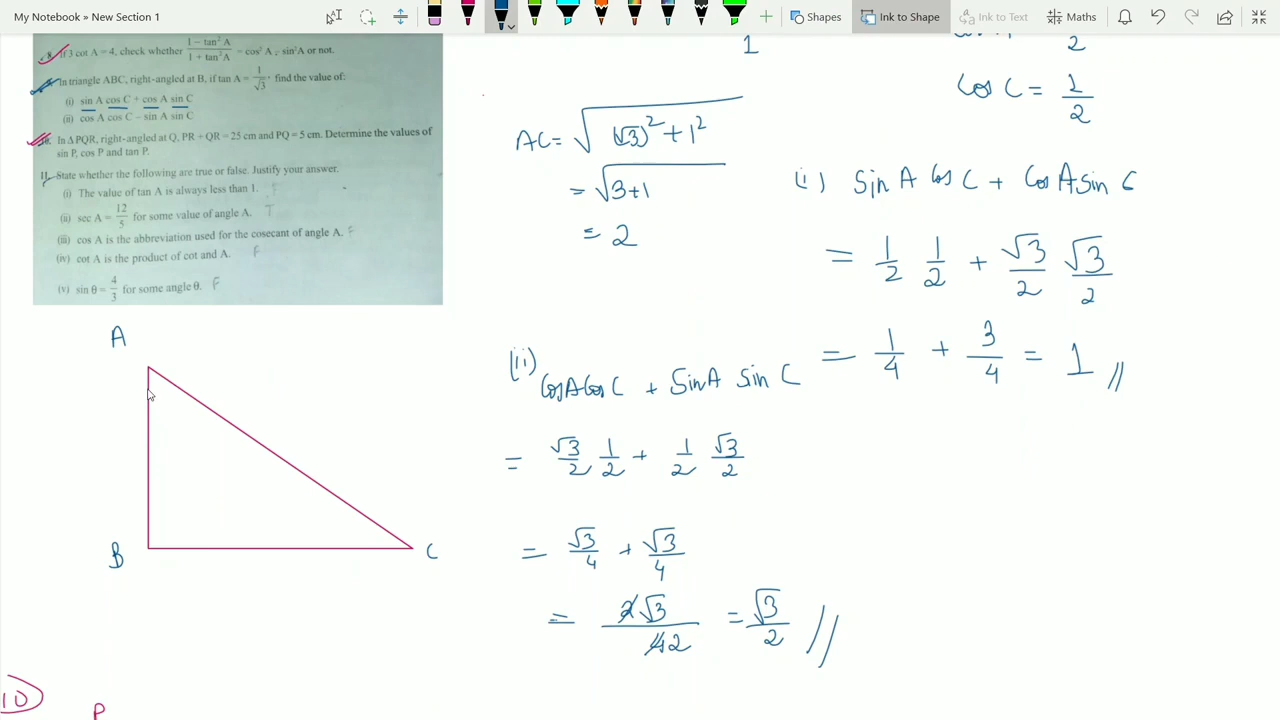 My Notebook » New Section 1
Shapes
Ink to Shape
Ink to Text
Maths
8. If 3 cot A = 4, check whether (1 − tan² A)/(1 + tan² A) = cos² A − sin² A or not.
In triangle ABC, right-angled at B, if tan A = 1/√3, find the value of:
(i) sin A cos C + cos A sin C
(ii) cos A cos C − sin A sin C
10. In Δ PQR, right-angled at Q, PR + QR = 25 cm and PQ = 5 cm. Determine the values of
sin P, cos P and tan P.
11. State whether the following are true or false. Justify your answer.
(i) The value of tan A is always less than 1. F
(ii) sec A = 12/5 for some value of angle A. T
(iii) cos A is the abbreviation used for the cosecant of angle A. F
(iv) cot A is the product of cot and A. F
(v) sin θ = 4/3 for some angle θ. F
A
B
C
10
P
1
AC = √((√3)² + 1²)
= √(3+1)
= 2
(ii)
cosA cosC + SinA sin C
= √3/2 1/2 + 1/2 √3/2
= √3/4 + √3/4
= 2√3/42 = √3/2 //
2
Cos C = 1/2
(i) Sin A Cos C + CosA sin C
= 1/2 1/2 + √3/2 √3/2
= 1/4 + 3/4 = 1 //